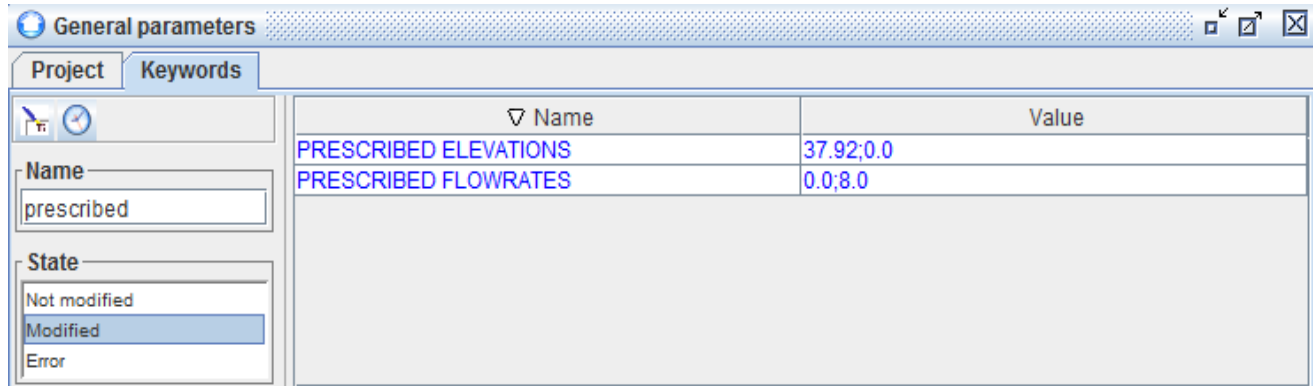 General parameters
Project Keywords
Name Value
PRESCRIBED ELEVATIONS 37.92;0.0
PRESCRIBED FLOWRATES 0.0;8.0
Name
prescribed
State
Not modified
Modified
Error